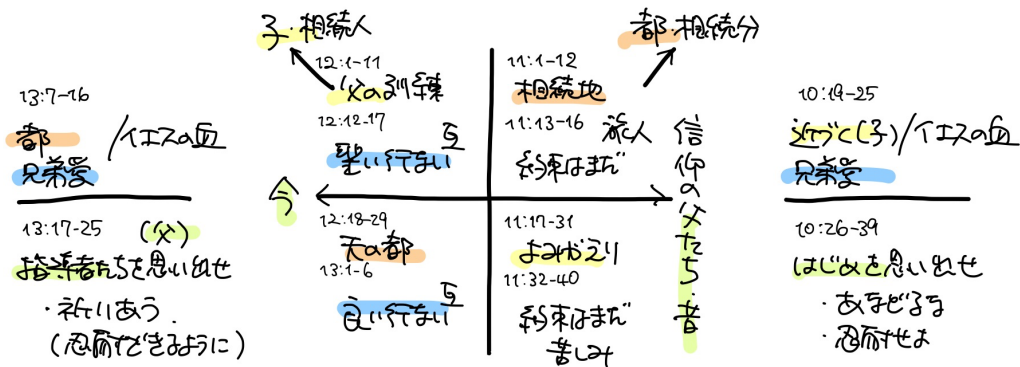 子・相続人
都・相続分
13:7-16
都
兄弟愛
/イエスの血
13:17-25
(父)
指導者たちを思い出せ
・祈りあう
(忍耐できるように)
12:1-11
父の訓練
12:12-17
互
聖い行ない
今
12:18-29
天の都
13:1-6
互
良い行ない
11:1-12
相続地
11:13-16
旅人
約束はまだ
11:17-31
よみがえり
11:32-40
約束はまだ
苦しみ
信仰の父たち・昔
10:19-25
近づく(子)/イエスの血
兄弟愛
10:26-39
はじめを思い出せ
・あなどるな
・忍耐せよ